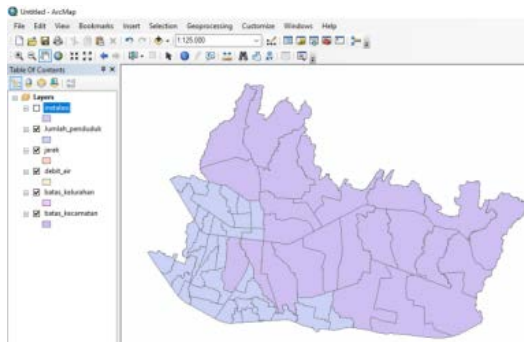 Untitled - ArcMap
File Edit View Bookmarks Insert Selection Geoprocessing Customize Windows Help
1:125.000
Table Of Contents
Layers
Jumlah_penduduk
jarak
debit_air
batas_kelurahan
batas_kecamatan